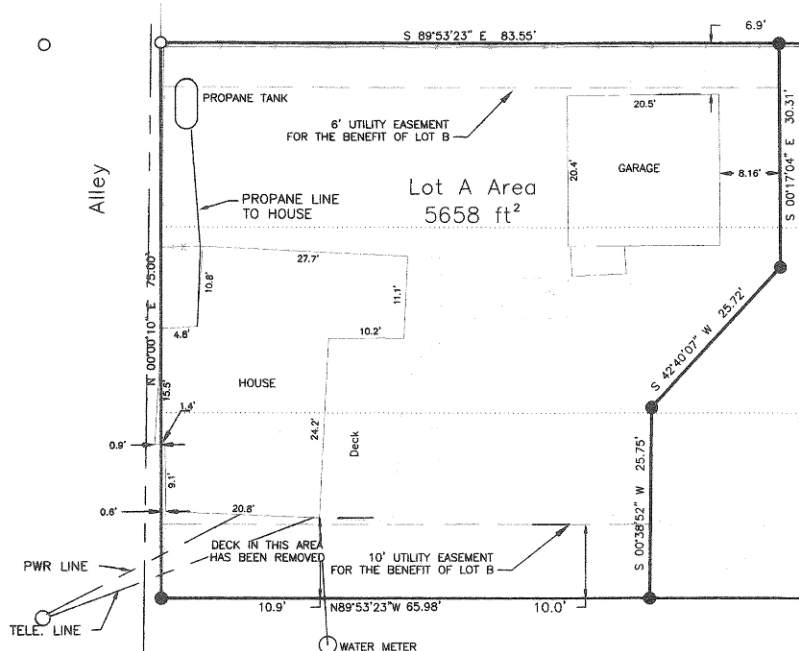 S 89°53'23" E 83.55'
6.9'
PROPANE TANK
6' UTILITY EASEMENT
FOR THE BENEFIT OF LOT B
20.5'
20.4'
GARAGE
8.16'
S 00°17'04" E 30.31'
Alley
PROPANE LINE
TO HOUSE
Lot A Area
5658 ft²
N 00°00'10" E 75.00'
27.7'
10.8'
11.1'
4.8'
10.2'
S 42°40'07" W 25.72'
HOUSE
15.5'
1.4'
24.2'
Deck
0.9'
9.1'
0.6'
20.8'
S 00°38'52" W 25.75'
DECK IN THIS AREA
HAS BEEN REMOVED
10' UTILITY EASEMENT
FOR THE BENEFIT OF LOT B
PWR LINE
TELE. LINE
10.9'
N89°53'23"W 65.98'
10.0'
WATER METER